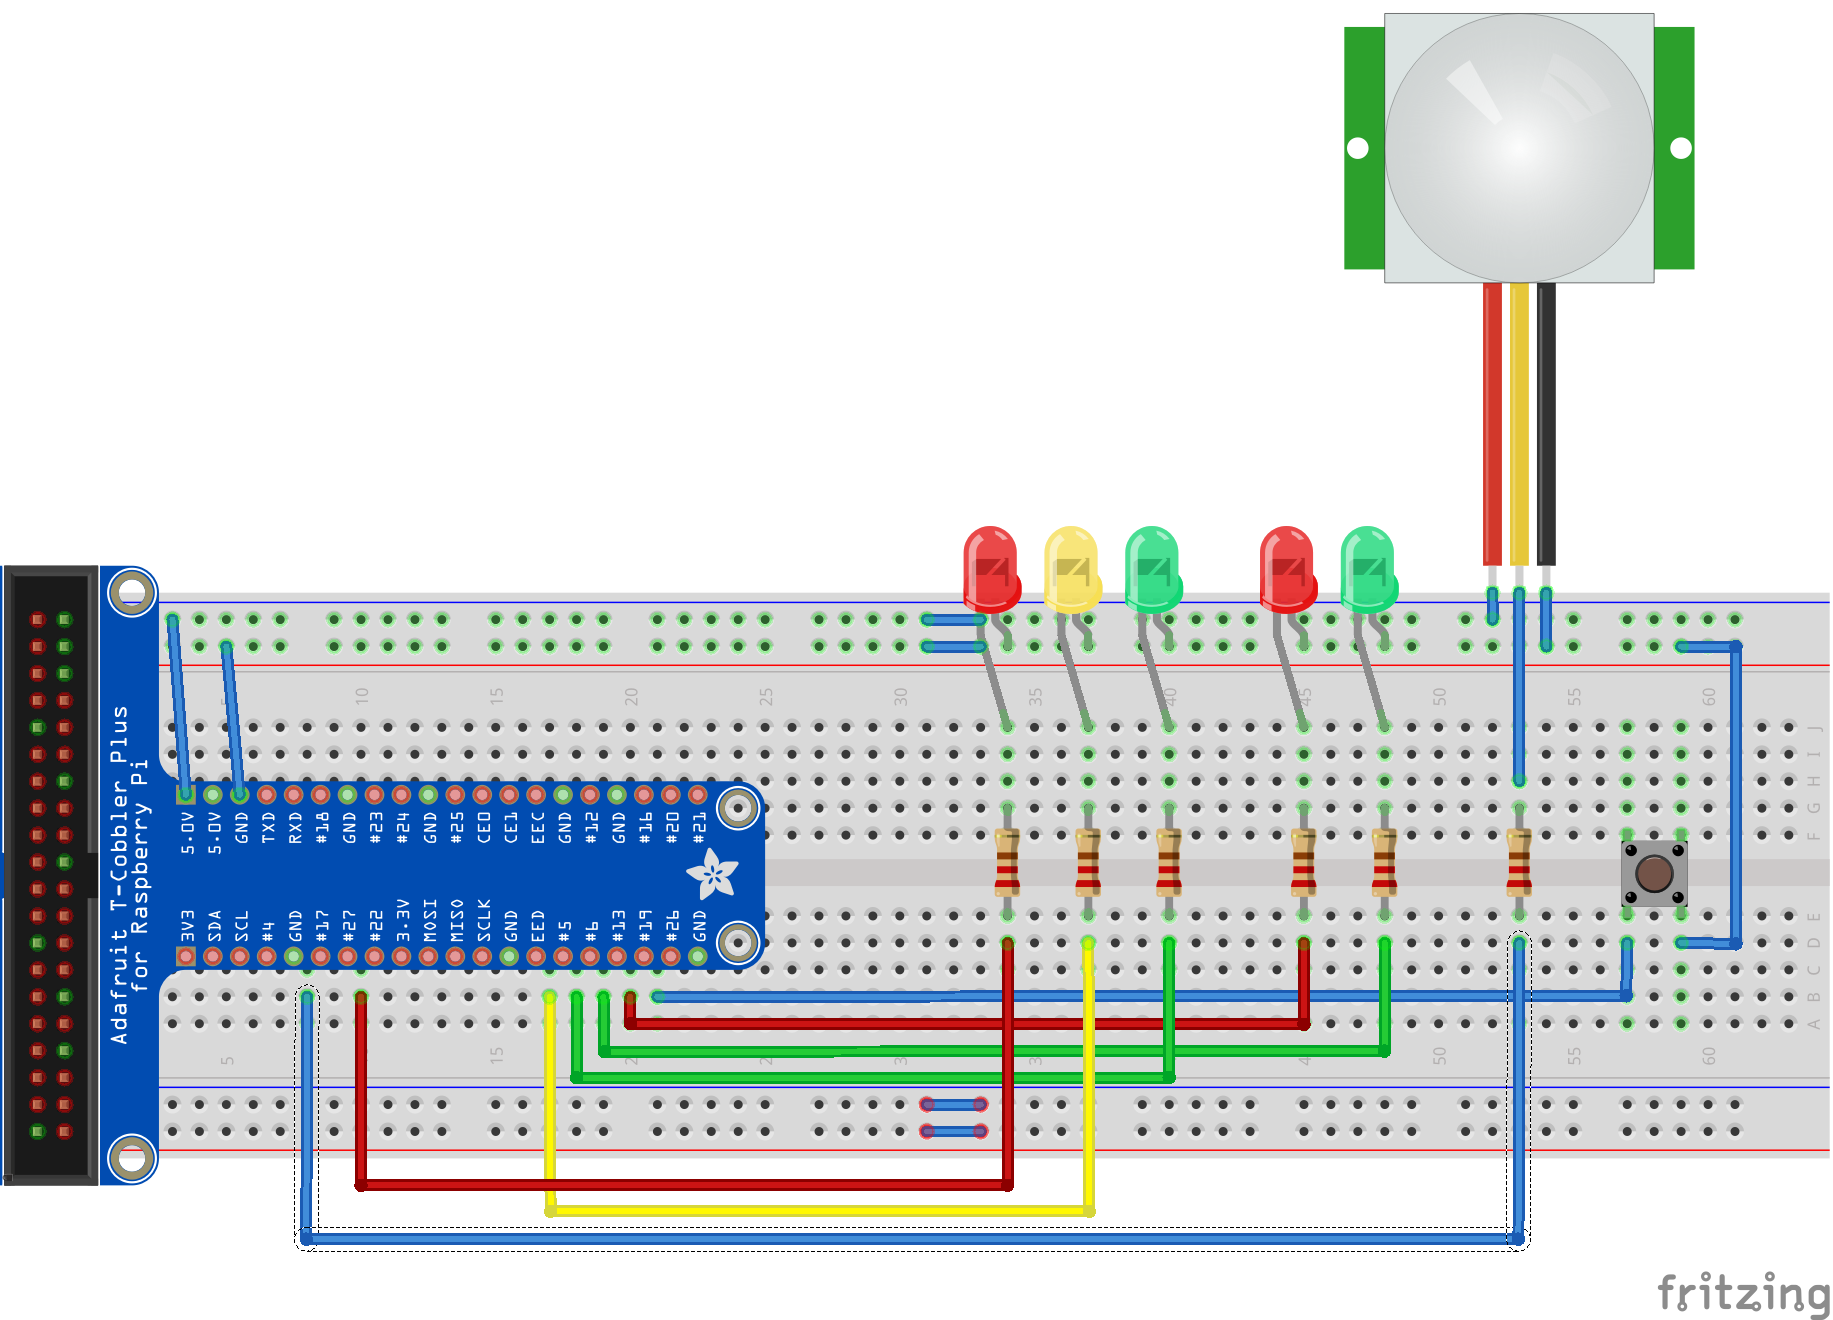 Adafruit T-Cobbler Plus
for Raspberry Pi
5.0V
5.0V
GND
TXD
RXD
#18
GND
#23
#24
GND
#25
CE0
CE1
EEC
GND
#12
GND
#16
#20
#21
3V3
SDA
SCL
#4
GND
#17
#27
#22
3.3V
MOSI
MISO
SCLK
GND
EED
#5
#6
#13
#19
#26
GND
10
15
20
25
30
35
40
45
50
55
60
J
I
H
G
F
E
D
C
B
A
5
15
50
55
60
fritzing